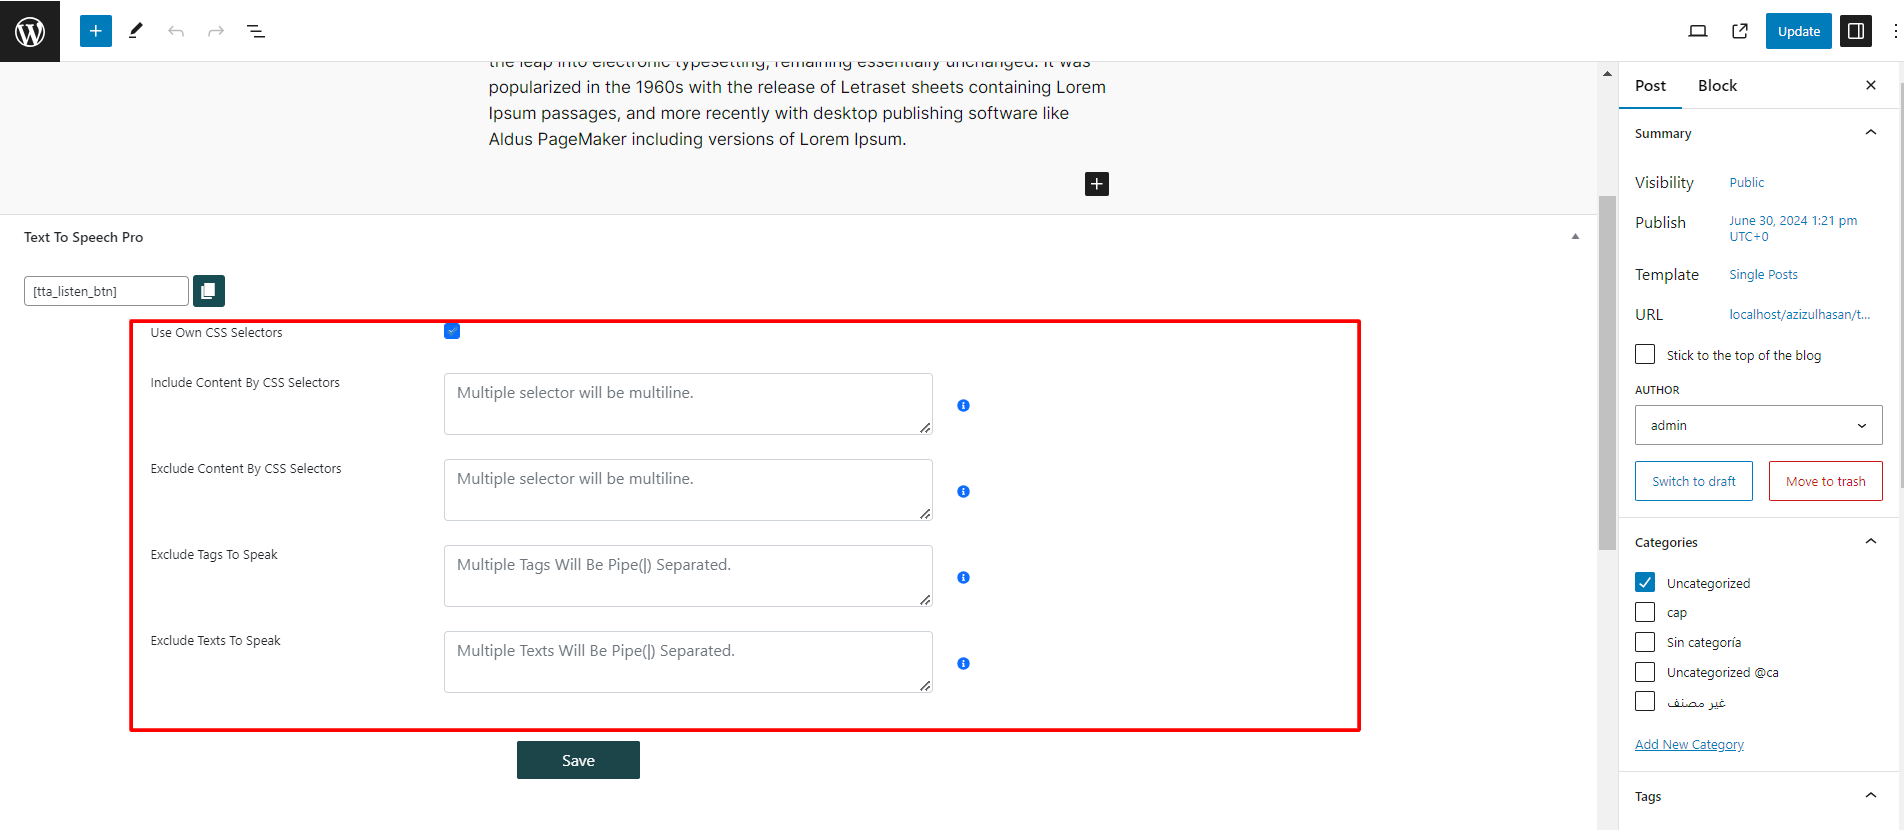 Update
the leap into electronic typesetting, remaining essentially unchanged. It was
popularized in the 1960s with the release of Letraset sheets containing Lorem
Ipsum passages, and more recently with desktop publishing software like
Aldus PageMaker including versions of Lorem Ipsum.
Text To Speech Pro
[tta_listen_btn]
Use Own CSS Selectors
Include Content By CSS Selectors
Multiple selector will be multiline.
Exclude Content By CSS Selectors
Multiple selector will be multiline.
Exclude Tags To Speak
Multiple Tags Will Be Pipe(|) Separated.
Exclude Texts To Speak
Multiple Texts Will Be Pipe(|) Separated.
Save
Post Block
Summary
Visibility Public
Publish June 30, 2024 1:21 pm
UTC+0
Template Single Posts
URL localhost/azizulhasan/t...
Stick to the top of the blog
AUTHOR
admin
Switch to draft Move to trash
Categories
Uncategorized
cap
Sin categoría
Uncategorized @ca
غير مصنف
Add New Category
Tags